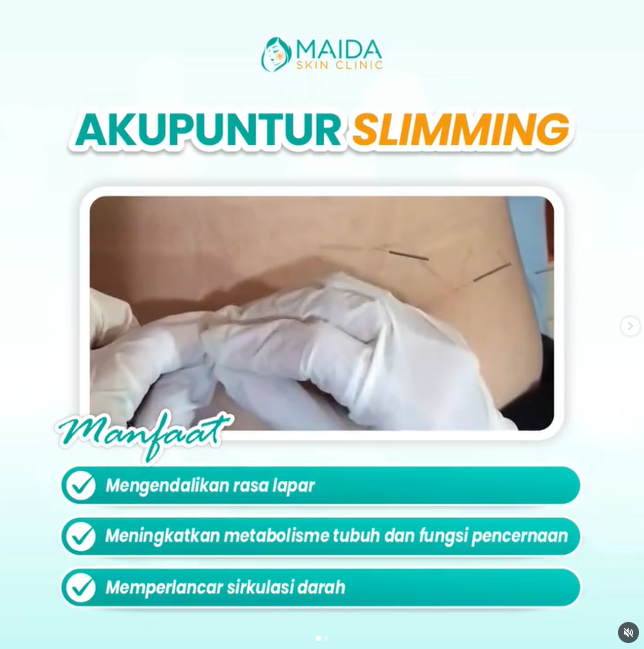 MAIDA
SKIN CLINIC
AKUPUNTUR SLIMMING
Manfaat
Mengendalikan rasa lapar
Meningkatkan metabolisme tubuh dan fungsi pencernaan
Memperlancar sirkulasi darah